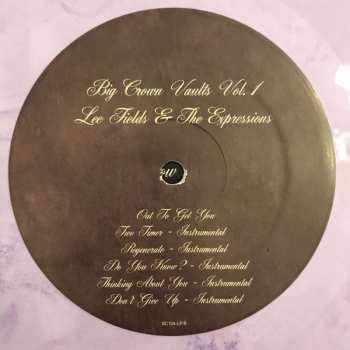 Big Crown Vaults Vol. 1
Lee Fields & The Expressions
Out To Get You
Two Timer - Instrumental
Regenerate - Instrumental
Do You Know? - Instrumental
Thinking About You - Instrumental
Don't Give Up - Instrumental